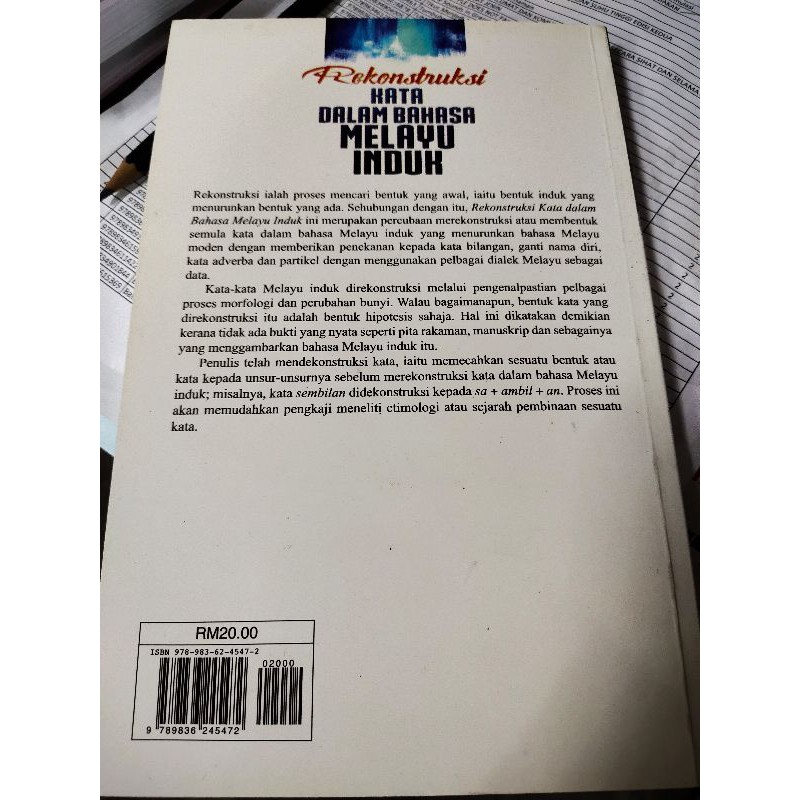 Rekonstruksi
KATA
DALAM BAHASA
MELAYU
INDUK
Rekonstruksi ialah proses mencari bentuk yang awal, iaitu bentuk induk yang
menurunkan bentuk yang ada. Sehubungan dengan itu, Rekonstruksi Kata dalam
Bahasa Melayu Induk ini merupakan percubaan merekonstruksi atau membentuk
semula kata dalam bahasa Melayu induk yang menurunkan bahasa Melayu
moden dengan memberikan penekanan kepada kata bilangan, ganti nama diri,
kata adverba dan partikel dengan menggunakan pelbagai dialek Melayu sebagai
data.
Kata-kata Melayu induk direkonstruksi melalui pengenalpastian pelbagai
proses morfologi dan perubahan bunyi. Walau bagaimanapun, bentuk kata yang
direkonstruksi itu adalah bentuk hipotesis sahaja. Hal ini dikatakan demikian
kerana tidak ada bukti yang nyata seperti pita rakaman, manuskrip dan sebagainya
yang menggambarkan bahasa Melayu induk itu.
Penulis telah mendekonstruksi kata, iaitu memecahkan sesuatu bentuk atau
kata kepada unsur-unsurnya sebelum merekonstruksi kata dalam bahasa Melayu
induk; misalnya, kata sembilan didekonstruksi kepada sa + ambil + an. Proses ini
akan memudahkan pengkaji meneliti etimologi atau sejarah pembinaan sesuatu
kata.
RM20.00
ISBN 978-983-62-4547-2
02000
9 789836 245472